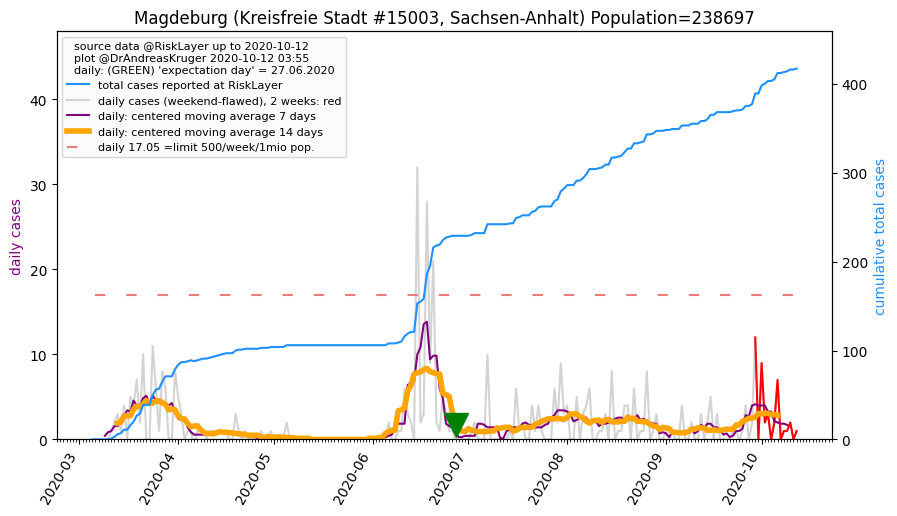 Magdeburg (Kreisfreie Stadt #15003, Sachsen-Anhalt) Population=238697
source data @RiskLayer up to 2020-10-12
plot @DrAndreasKruger 2020-10-12 03:55
daily: (GREEN) 'expectation day' = 27.06.2020
total cases reported at RiskLayer
daily cases (weekend-flawed), 2 weeks: red
daily: centered moving average 7 days
daily: centered moving average 14 days
daily 17.05 =limit 500/week/1mio pop.
daily cases
40
30
20
10
0
cumulative total cases
400
300
200
100
0
2020-03
2020-04
2020-05
2020-06
2020-07
2020-08
2020-09
2020-10